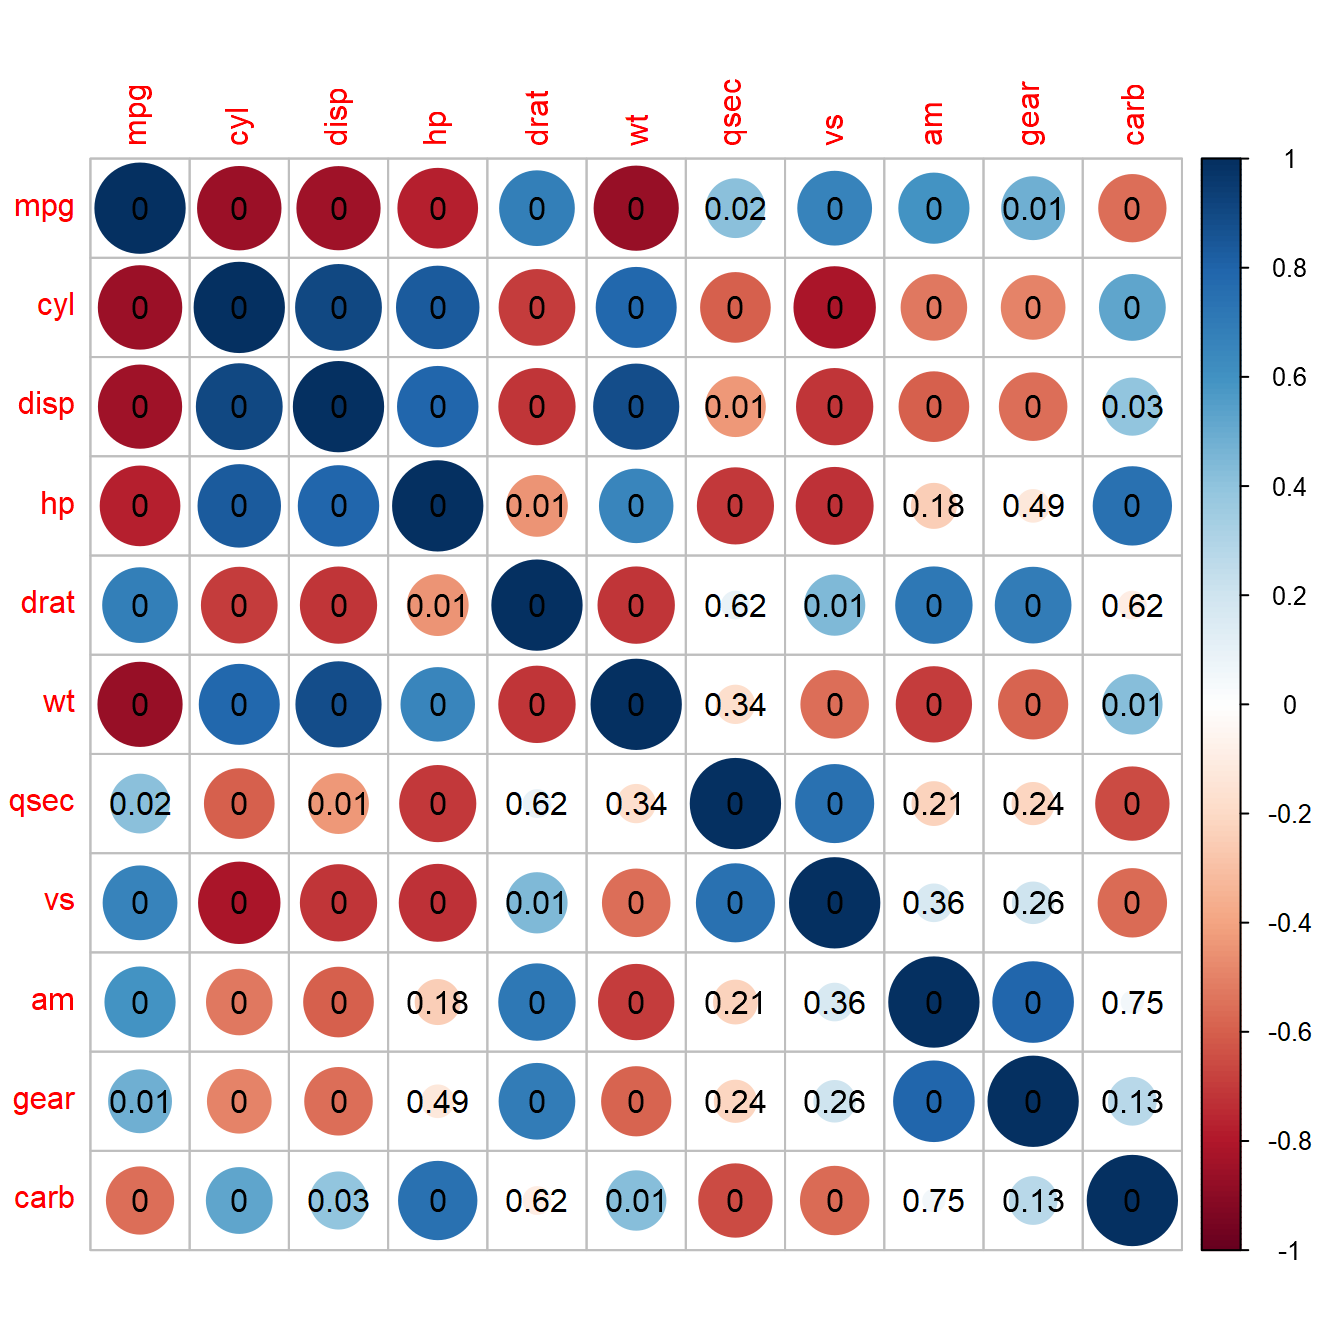 mpg cyl disp hp drat wt qsec vs am gear carb
mpg 0 0 0 0 0 0 0.02 0 0 0.01 0
cyl 0 0 0 0 0 0 0 0 0 0 0
disp 0 0 0 0 0 0 0.01 0 0 0 0.03
hp 0 0 0 0 0.01 0 0 0 0.18 0.49 0
drat 0 0 0 0.01 0 0 0.62 0.01 0 0 0.62
wt 0 0 0 0 0 0 0.34 0 0 0 0.01
qsec 0.02 0 0.01 0 0.62 0.34 0 0 0.21 0.24 0
vs 0 0 0 0 0.01 0 0 0 0.36 0.26 0
am 0 0 0 0.18 0 0 0.21 0.36 0 0 0.75
gear 0.01 0 0 0.49 0 0 0.24 0.26 0 0 0.13
carb 0 0 0.03 0 0.62 0.01 0 0 0.75 0.13 0
1
0.8
0.6
0.4
0.2
0
-0.2
-0.4
-0.6
-0.8
-1